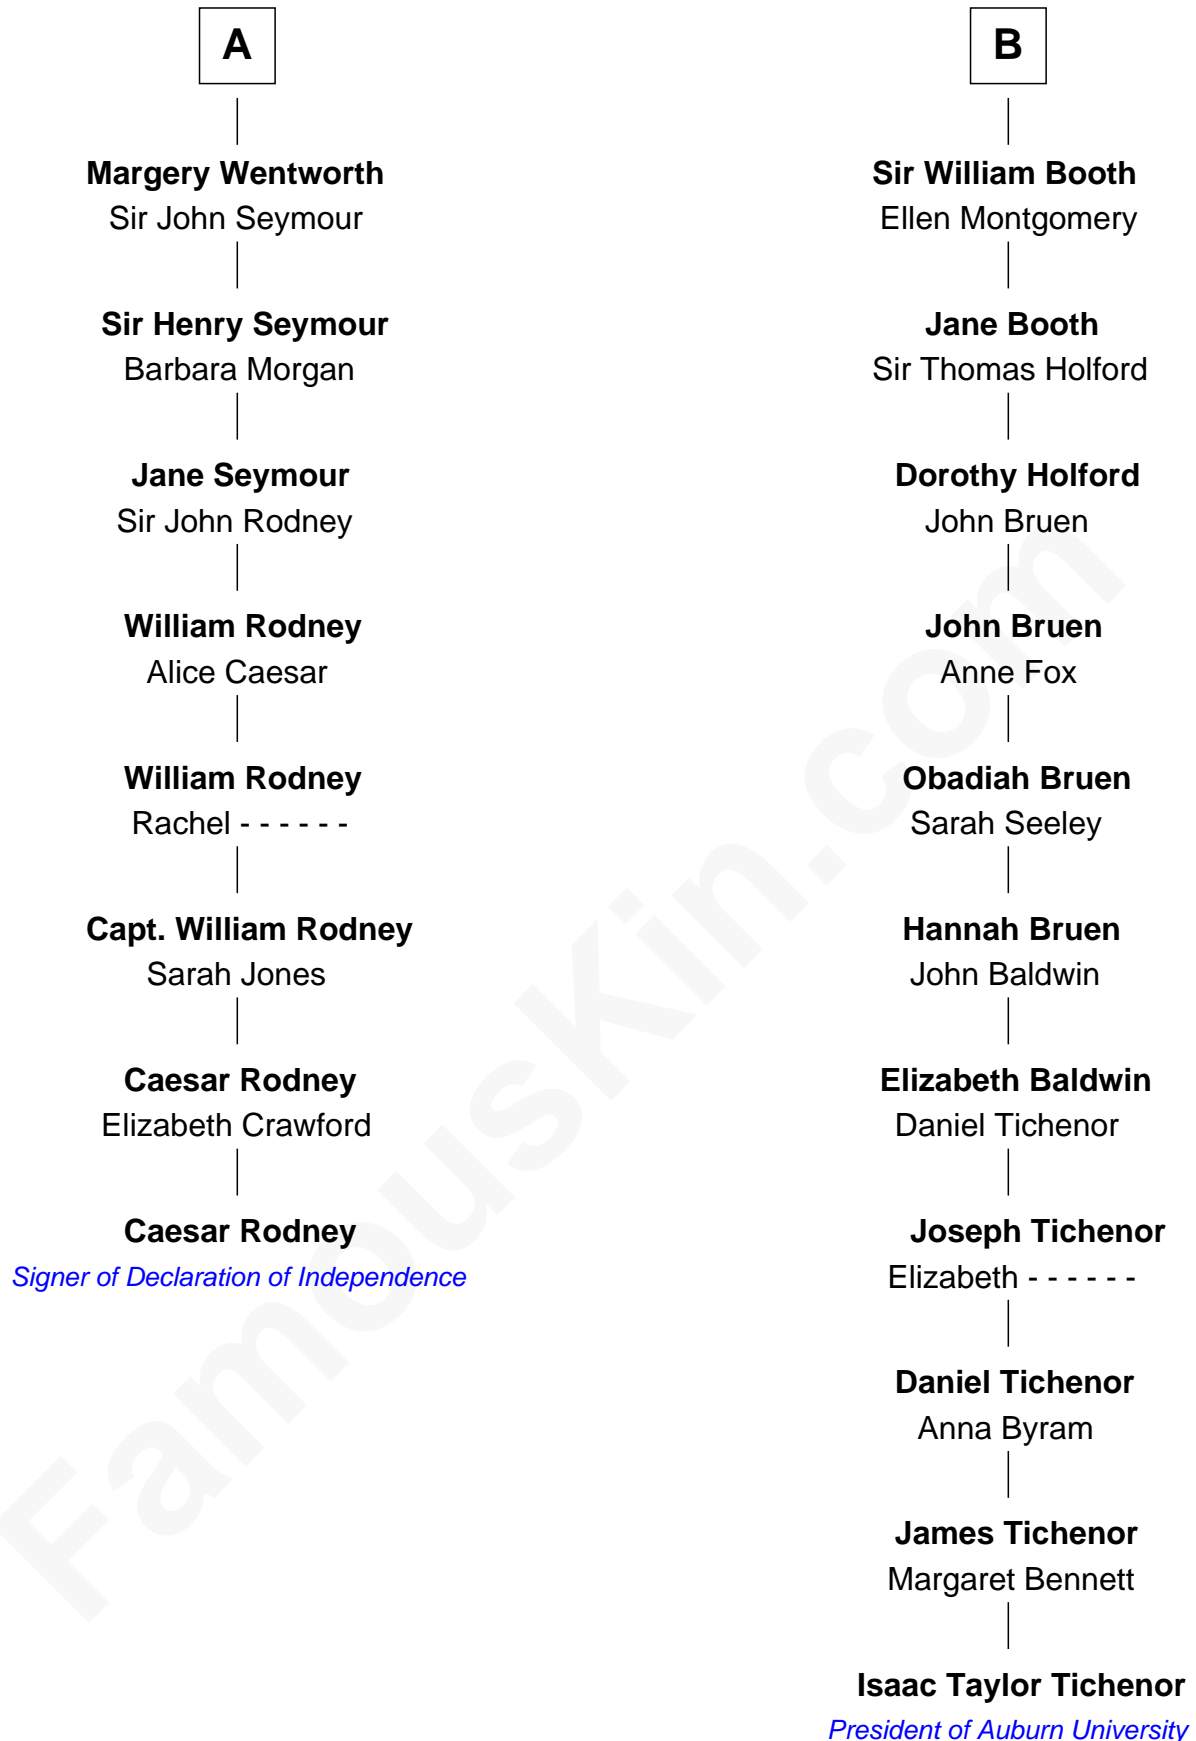 A
Margery Wentworth
Sir John Seymour
Sir Henry Seymour
Barbara Morgan
Jane Seymour
Sir John Rodney
William Rodney
Alice Caesar
William Rodney
Rachel - - - - - -
Capt. William Rodney
Sarah Jones
Caesar Rodney
Elizabeth Crawford
Caesar Rodney
Signer of Declaration of Independence
B
Sir William Booth
Ellen Montgomery
Jane Booth
Sir Thomas Holford
Dorothy Holford
John Bruen
John Bruen
Anne Fox
Obadiah Bruen
Sarah Seeley
Hannah Bruen
John Baldwin
Elizabeth Baldwin
Daniel Tichenor
Joseph Tichenor
Elizabeth - - - - - -
Daniel Tichenor
Anna Byram
James Tichenor
Margaret Bennett
Isaac Taylor Tichenor
President of Auburn University
FamousKin.com